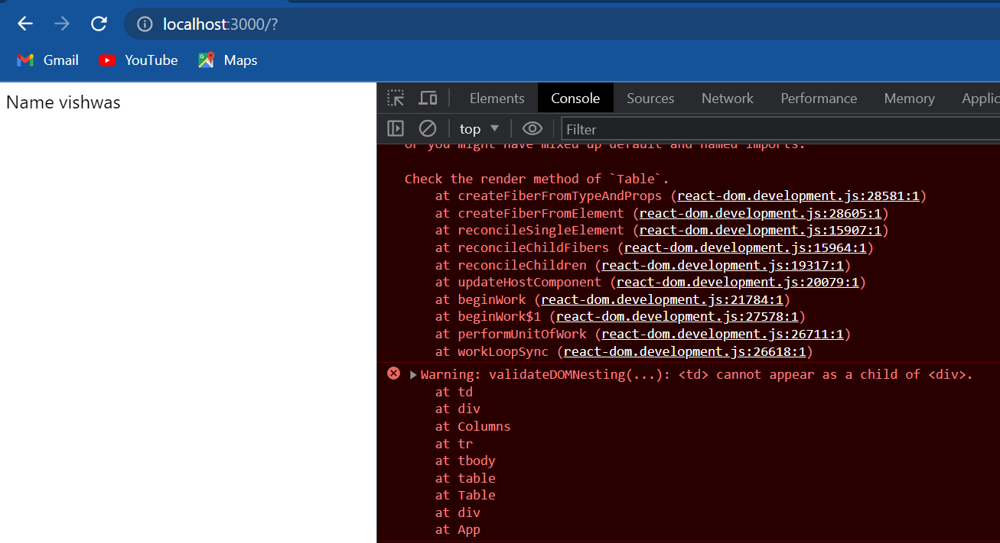 localhost:3000/?
Gmail YouTube Maps
Name vishwas
Elements Console Sources Network Performance Memory Applic
top Filter
or you might have mixed up default and named imports.
Check the render method of `Table`.
at createFiberFromTypeAndProps (react-dom.development.js:28581:1)
at createFiberFromElement (react-dom.development.js:28605:1)
at reconcileSingleElement (react-dom.development.js:15907:1)
at reconcileChildFibers (react-dom.development.js:15964:1)
at reconcileChildren (react-dom.development.js:19317:1)
at updateHostComponent (react-dom.development.js:20079:1)
at beginWork (react-dom.development.js:21784:1)
at beginWork$1 (react-dom.development.js:27578:1)
at performUnitOfWork (react-dom.development.js:26711:1)
at workLoopSync (react-dom.development.js:26618:1)
Warning: validateDOMNesting(...): <td> cannot appear as a child of <div>.
at td
at div
at Columns
at tr
at tbody
at table
at Table
at div
at App